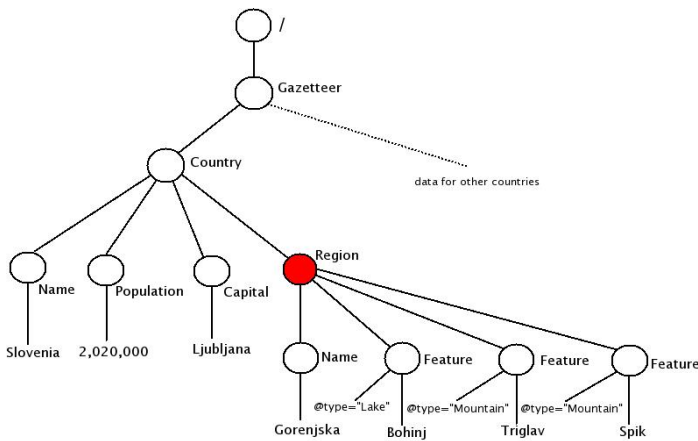 /
Gazetteer
Country
data for other countries
Region
Name
Population
Capital
Slovenia
2,020,000
Ljubljana
Name
Feature
Feature
Feature
@type="Lake"
@type="Mountain"
@type="Mountain"
Gorenjska
Bohinj
Triglav
Spik